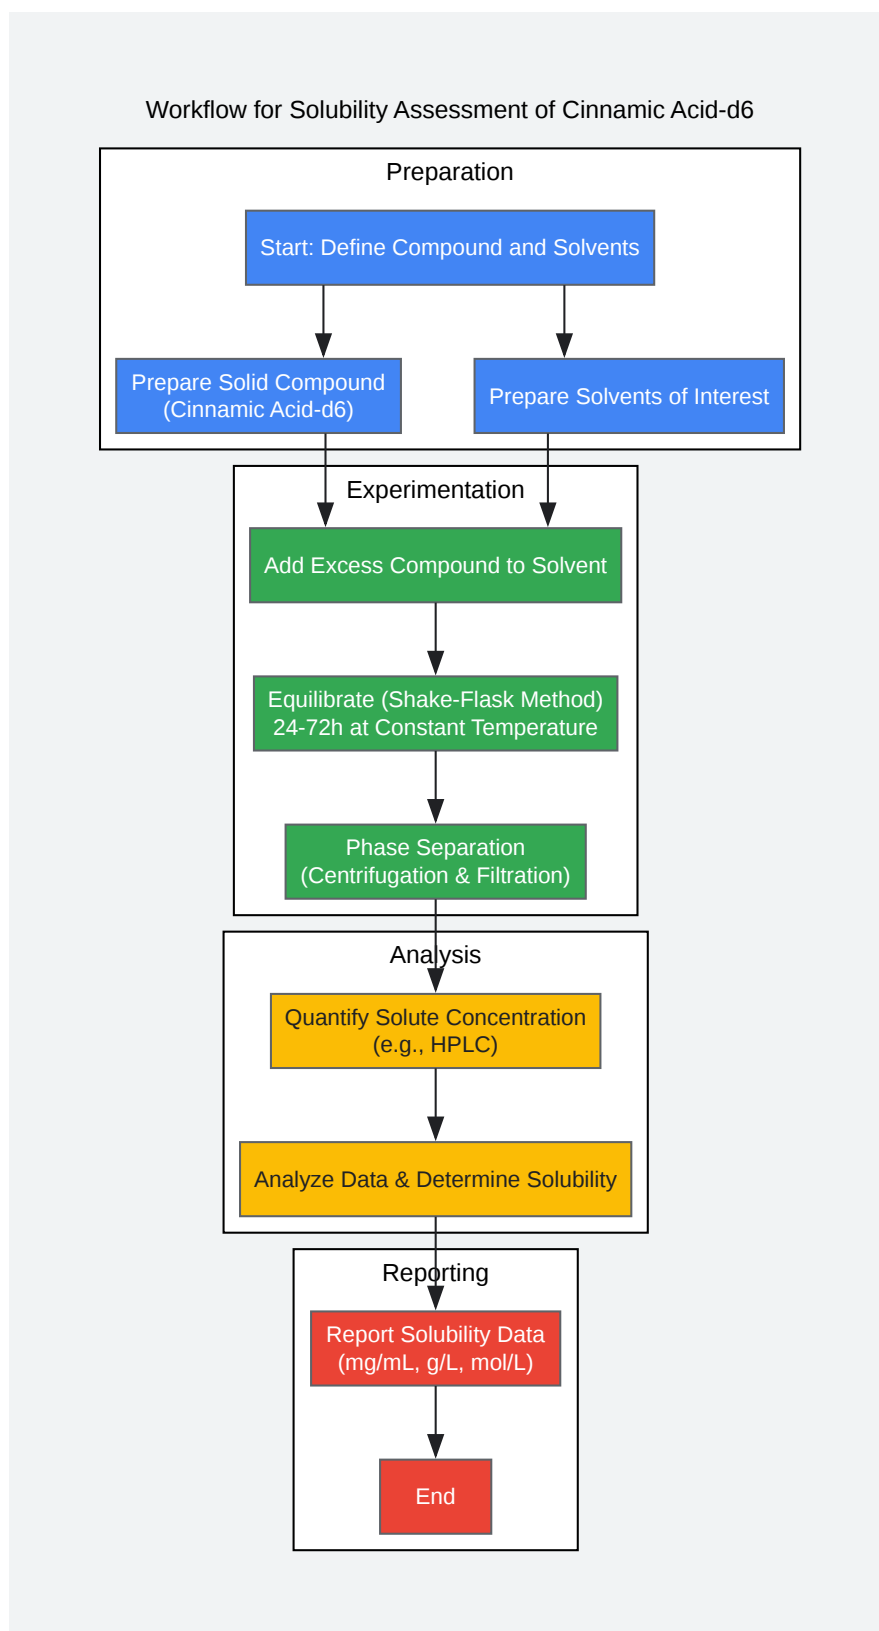 Workflow for Solubility Assessment of Cinnamic Acid-d6
Preparation
Start: Define Compound and Solvents
Prepare Solid Compound
(Cinnamic Acid-d6)
Prepare Solvents of Interest
Experimentation
Add Excess Compound to Solvent
Equilibrate (Shake-Flask Method)
24-72h at Constant Temperature
Phase Separation
(Centrifugation & Filtration)
Analysis
Quantify Solute Concentration
(e.g., HPLC)
Analyze Data & Determine Solubility
Reporting
Report Solubility Data
(mg/mL, g/L, mol/L)
End